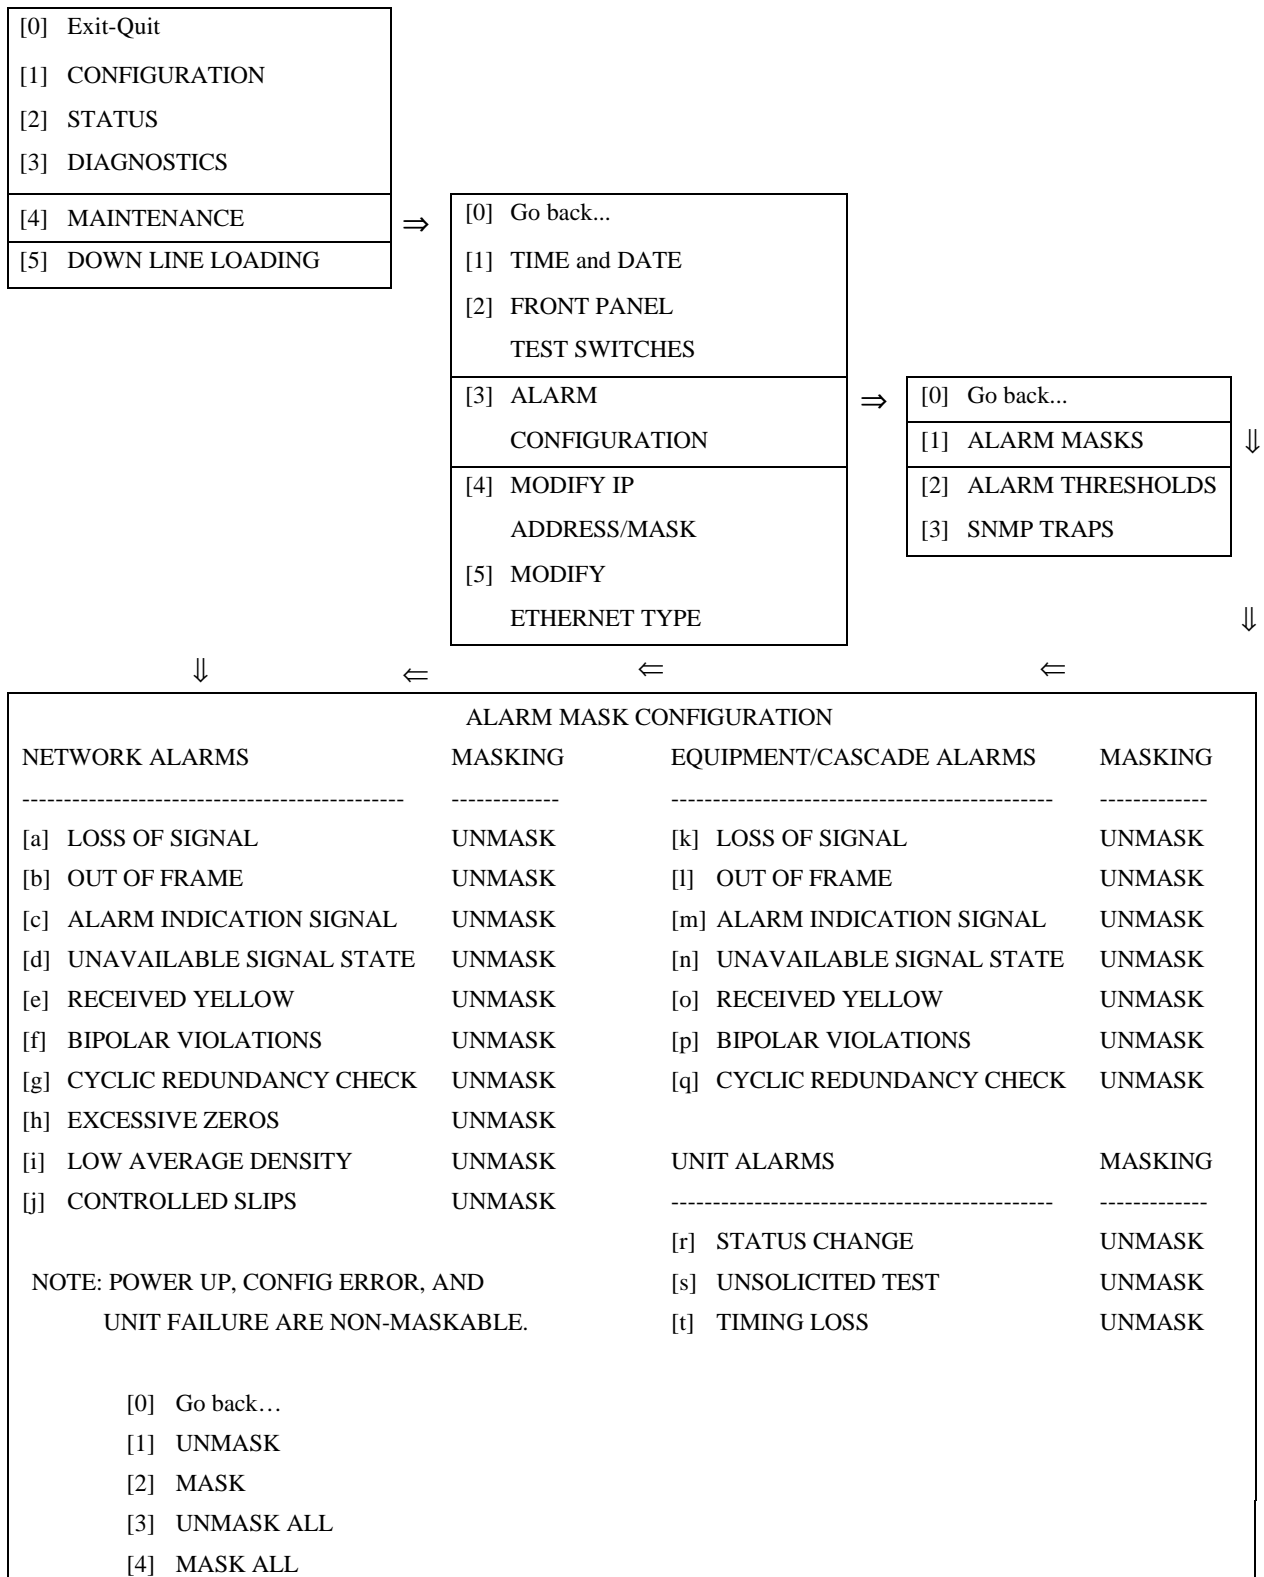 [0] Exit-Quit
[1] CONFIGURATION
[2] STATUS
[3] DIAGNOSTICS
[4] MAINTENANCE ⇒
[5] DOWN LINE LOADING
[0] Go back...
[1] TIME and DATE
[2] FRONT PANEL
TEST SWITCHES
[3] ALARM ⇒
CONFIGURATION
[4] MODIFY IP
ADDRESS/MASK
[5] MODIFY
ETHERNET TYPE
[0] Go back...
[1] ALARM MASKS ⇓
[2] ALARM THRESHOLDS
[3] SNMP TRAPS
⇓
⇓ ⇐ ⇐ ⇐
ALARM MASK CONFIGURATION
NETWORK ALARMS MASKING EQUIPMENT/CASCADE ALARMS MASKING
---------------------------------------------- ------------- ---------------------------------------------- -------------
[a] LOSS OF SIGNAL UNMASK [k] LOSS OF SIGNAL UNMASK
[b] OUT OF FRAME UNMASK [l] OUT OF FRAME UNMASK
[c] ALARM INDICATION SIGNAL UNMASK [m] ALARM INDICATION SIGNAL UNMASK
[d] UNAVAILABLE SIGNAL STATE UNMASK [n] UNAVAILABLE SIGNAL STATE UNMASK
[e] RECEIVED YELLOW UNMASK [o] RECEIVED YELLOW UNMASK
[f] BIPOLAR VIOLATIONS UNMASK [p] BIPOLAR VIOLATIONS UNMASK
[g] CYCLIC REDUNDANCY CHECK UNMASK [q] CYCLIC REDUNDANCY CHECK UNMASK
[h] EXCESSIVE ZEROS UNMASK
[i] LOW AVERAGE DENSITY UNMASK UNIT ALARMS MASKING
[j] CONTROLLED SLIPS UNMASK ---------------------------------------------- -------------
[r] STATUS CHANGE UNMASK
NOTE: POWER UP, CONFIG ERROR, AND [s] UNSOLICITED TEST UNMASK
UNIT FAILURE ARE NON-MASKABLE. [t] TIMING LOSS UNMASK
[0] Go back…
[1] UNMASK
[2] MASK
[3] UNMASK ALL
[4] MASK ALL